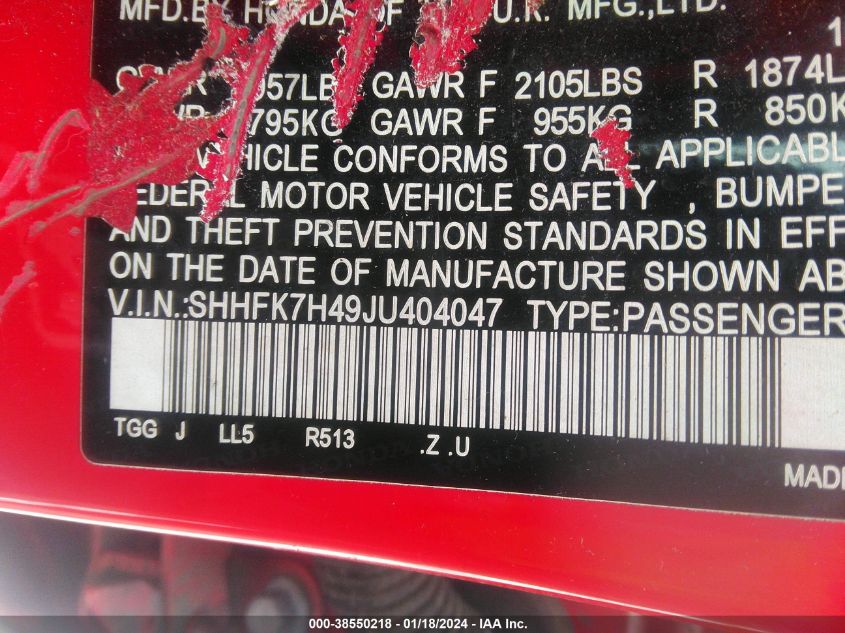 MFD.BY HONDA OF U.K. MFG.,LTD.
GAWR F 2105LBS R 1874L
795KG GAWR F 955KG R 850K
VEHICLE CONFORMS TO ALL APPLICABL
FEDERAL MOTOR VEHICLE SAFETY , BUMPE
AND THEFT PREVENTION STANDARDS IN EFF
ON THE DATE OF MANUFACTURE SHOWN AB
V.I.N.:SHHFK7H49JU404047 TYPE:PASSENGER
TGG J LL5 R513 .Z .U
MADE
000-38550218 - 01/18/2024 - IAA Inc.